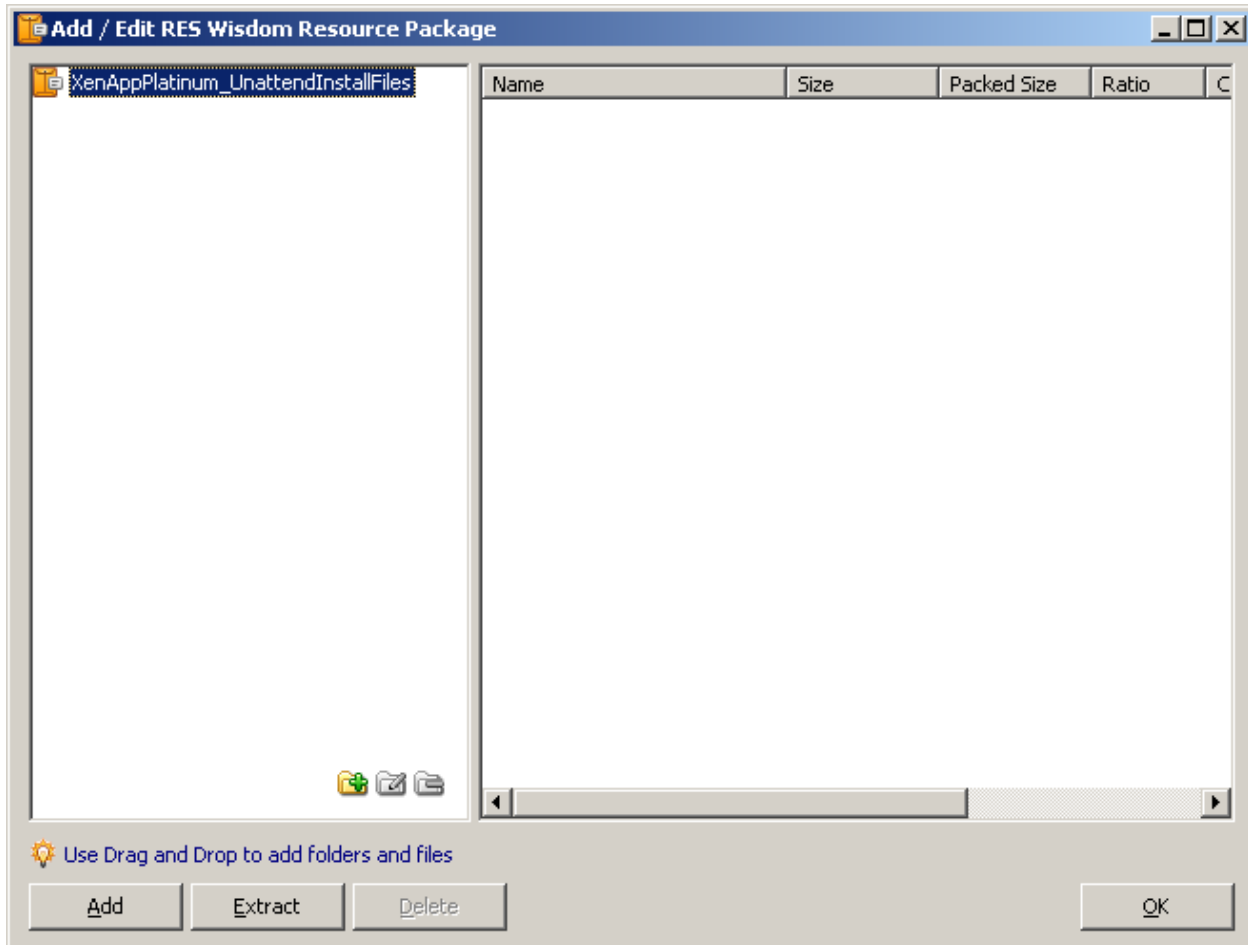 Add / Edit RES Wisdom Resource Package
XenAppPlatinum_UnattendInstallFiles
Name Size Packed Size Ratio C
Use Drag and Drop to add folders and files
Add Extract Delete OK